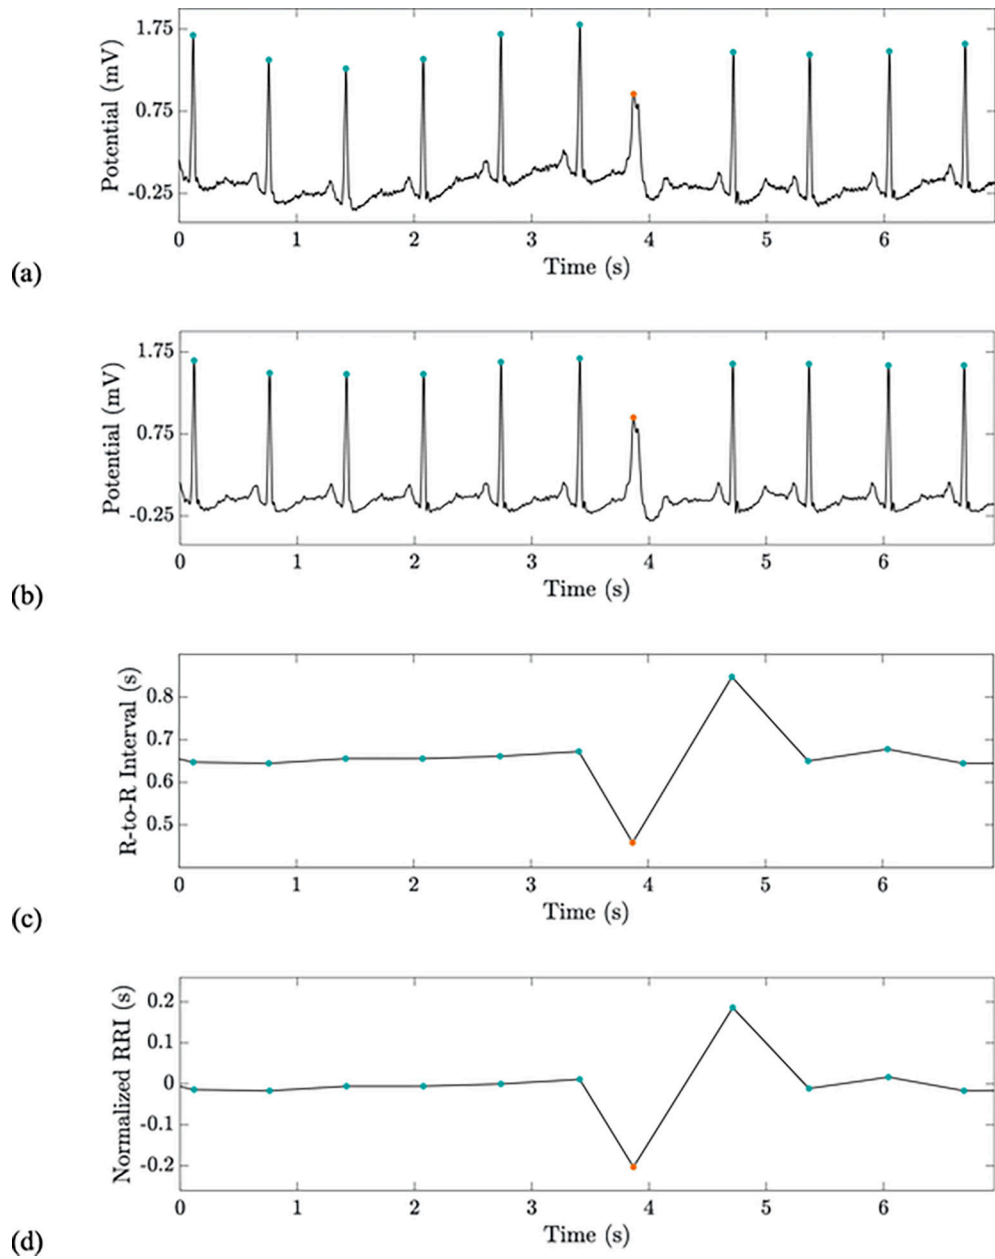 1.75
0.75
-0.25
Potential (mV)
0 1 2 3 4 5 6
Time (s)
(a)
1.75
0.75
-0.25
Potential (mV)
0 1 2 3 4 5 6
Time (s)
(b)
0.8
0.7
0.6
0.5
R-to-R Interval (s)
0 1 2 3 4 5 6
Time (s)
(c)
0.2
0.1
0
-0.1
-0.2
Normalized RRI (s)
0 1 2 3 4 5 6
Time (s)
(d)